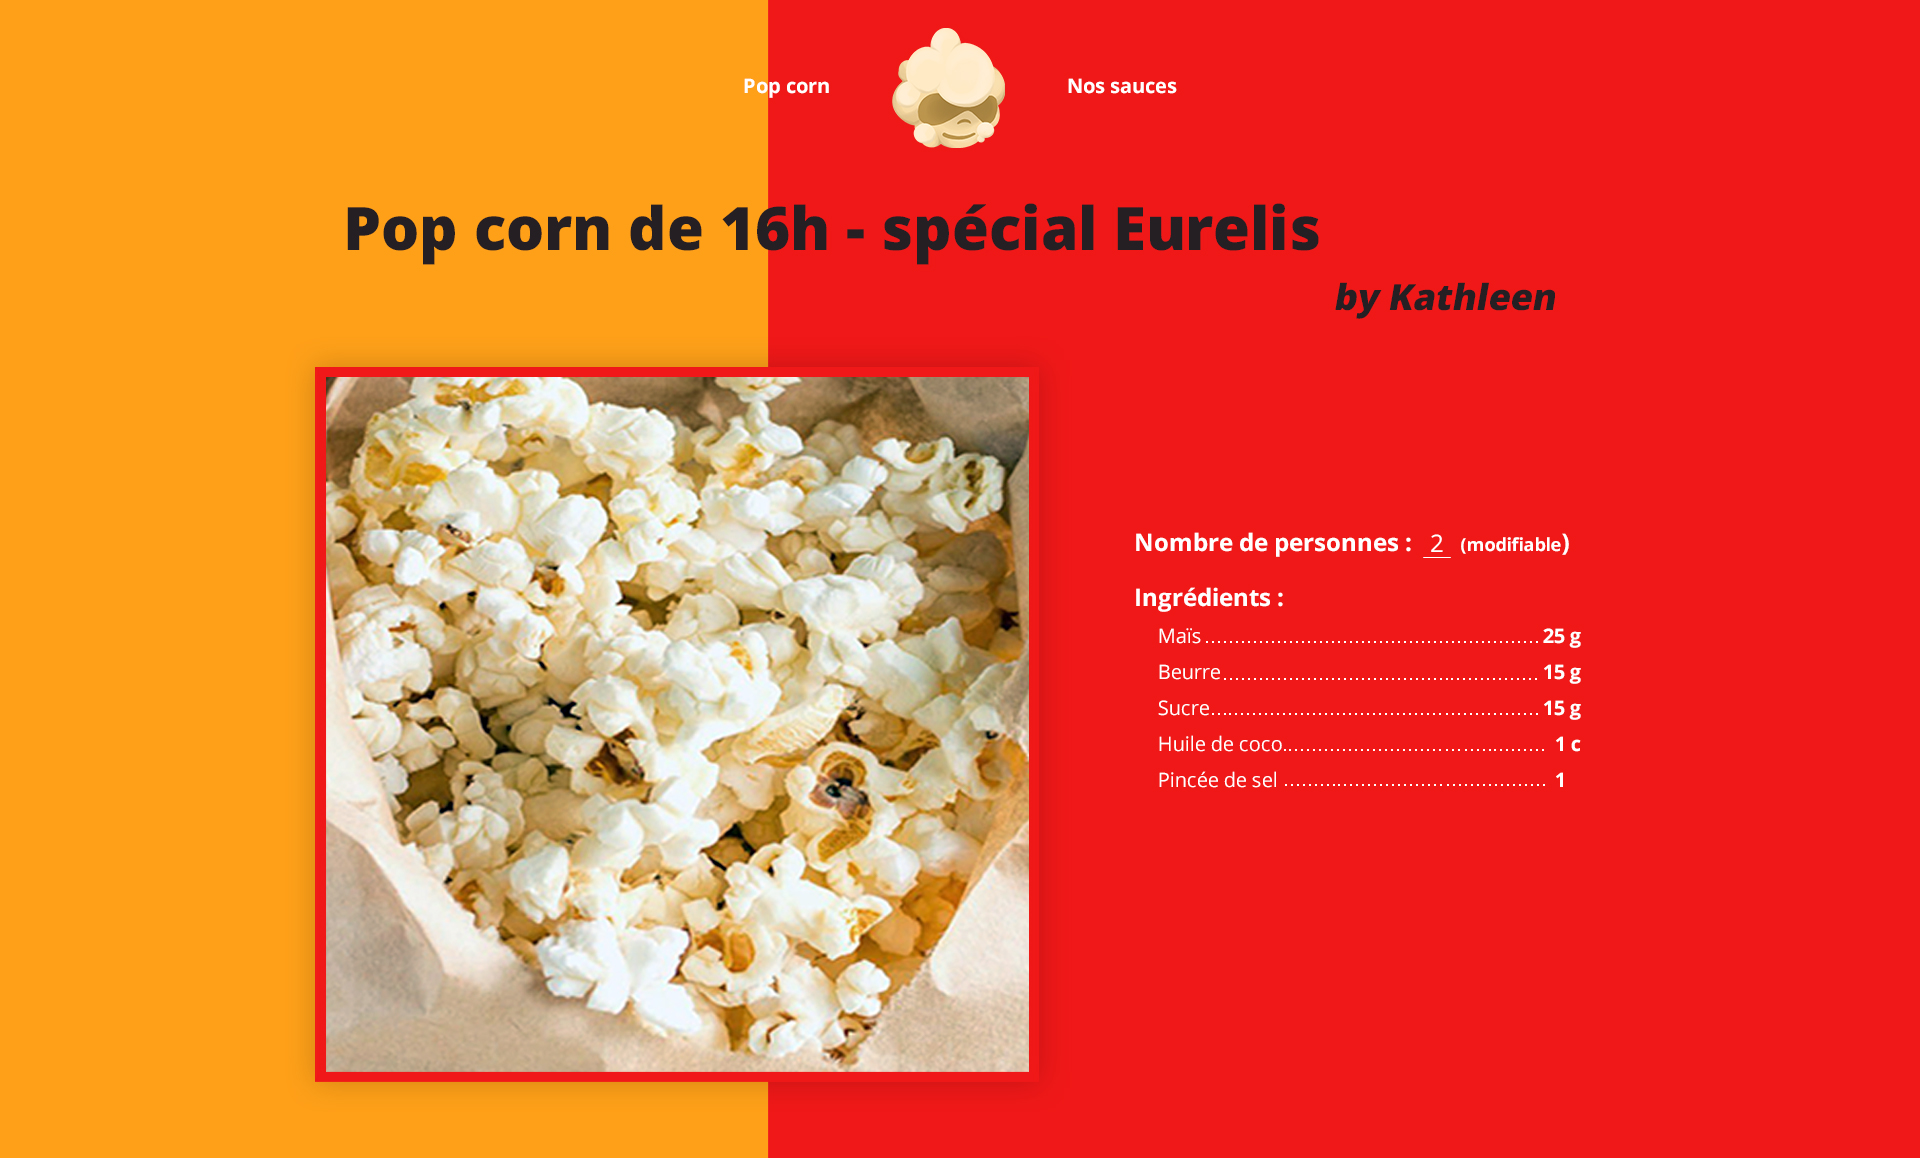 Pop corn
Nos sauces
Pop corn de 16h - spécial Eurelis
by Kathleen
Nombre de personnes : 2 (modifiable)
Ingrédients :
Maïs ........................................................ 25 g
Beurre ..................................................... 15 g
Sucre....................................................... 15 g
Huile de coco............................................ 1 c
Pincée de sel ............................................ 1